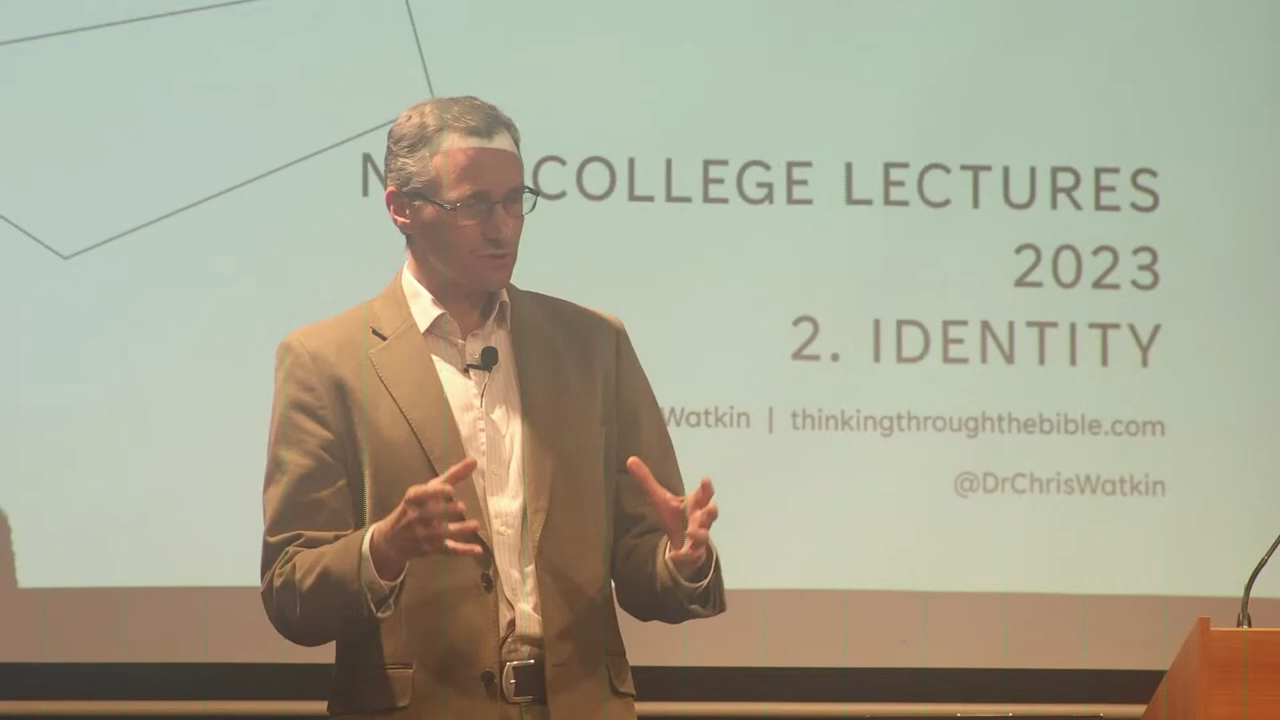 COLLEGE LECTURES
2023
2. IDENTITY
Watkin | thinkingthroughthebible.com
@DrChrisWatkin